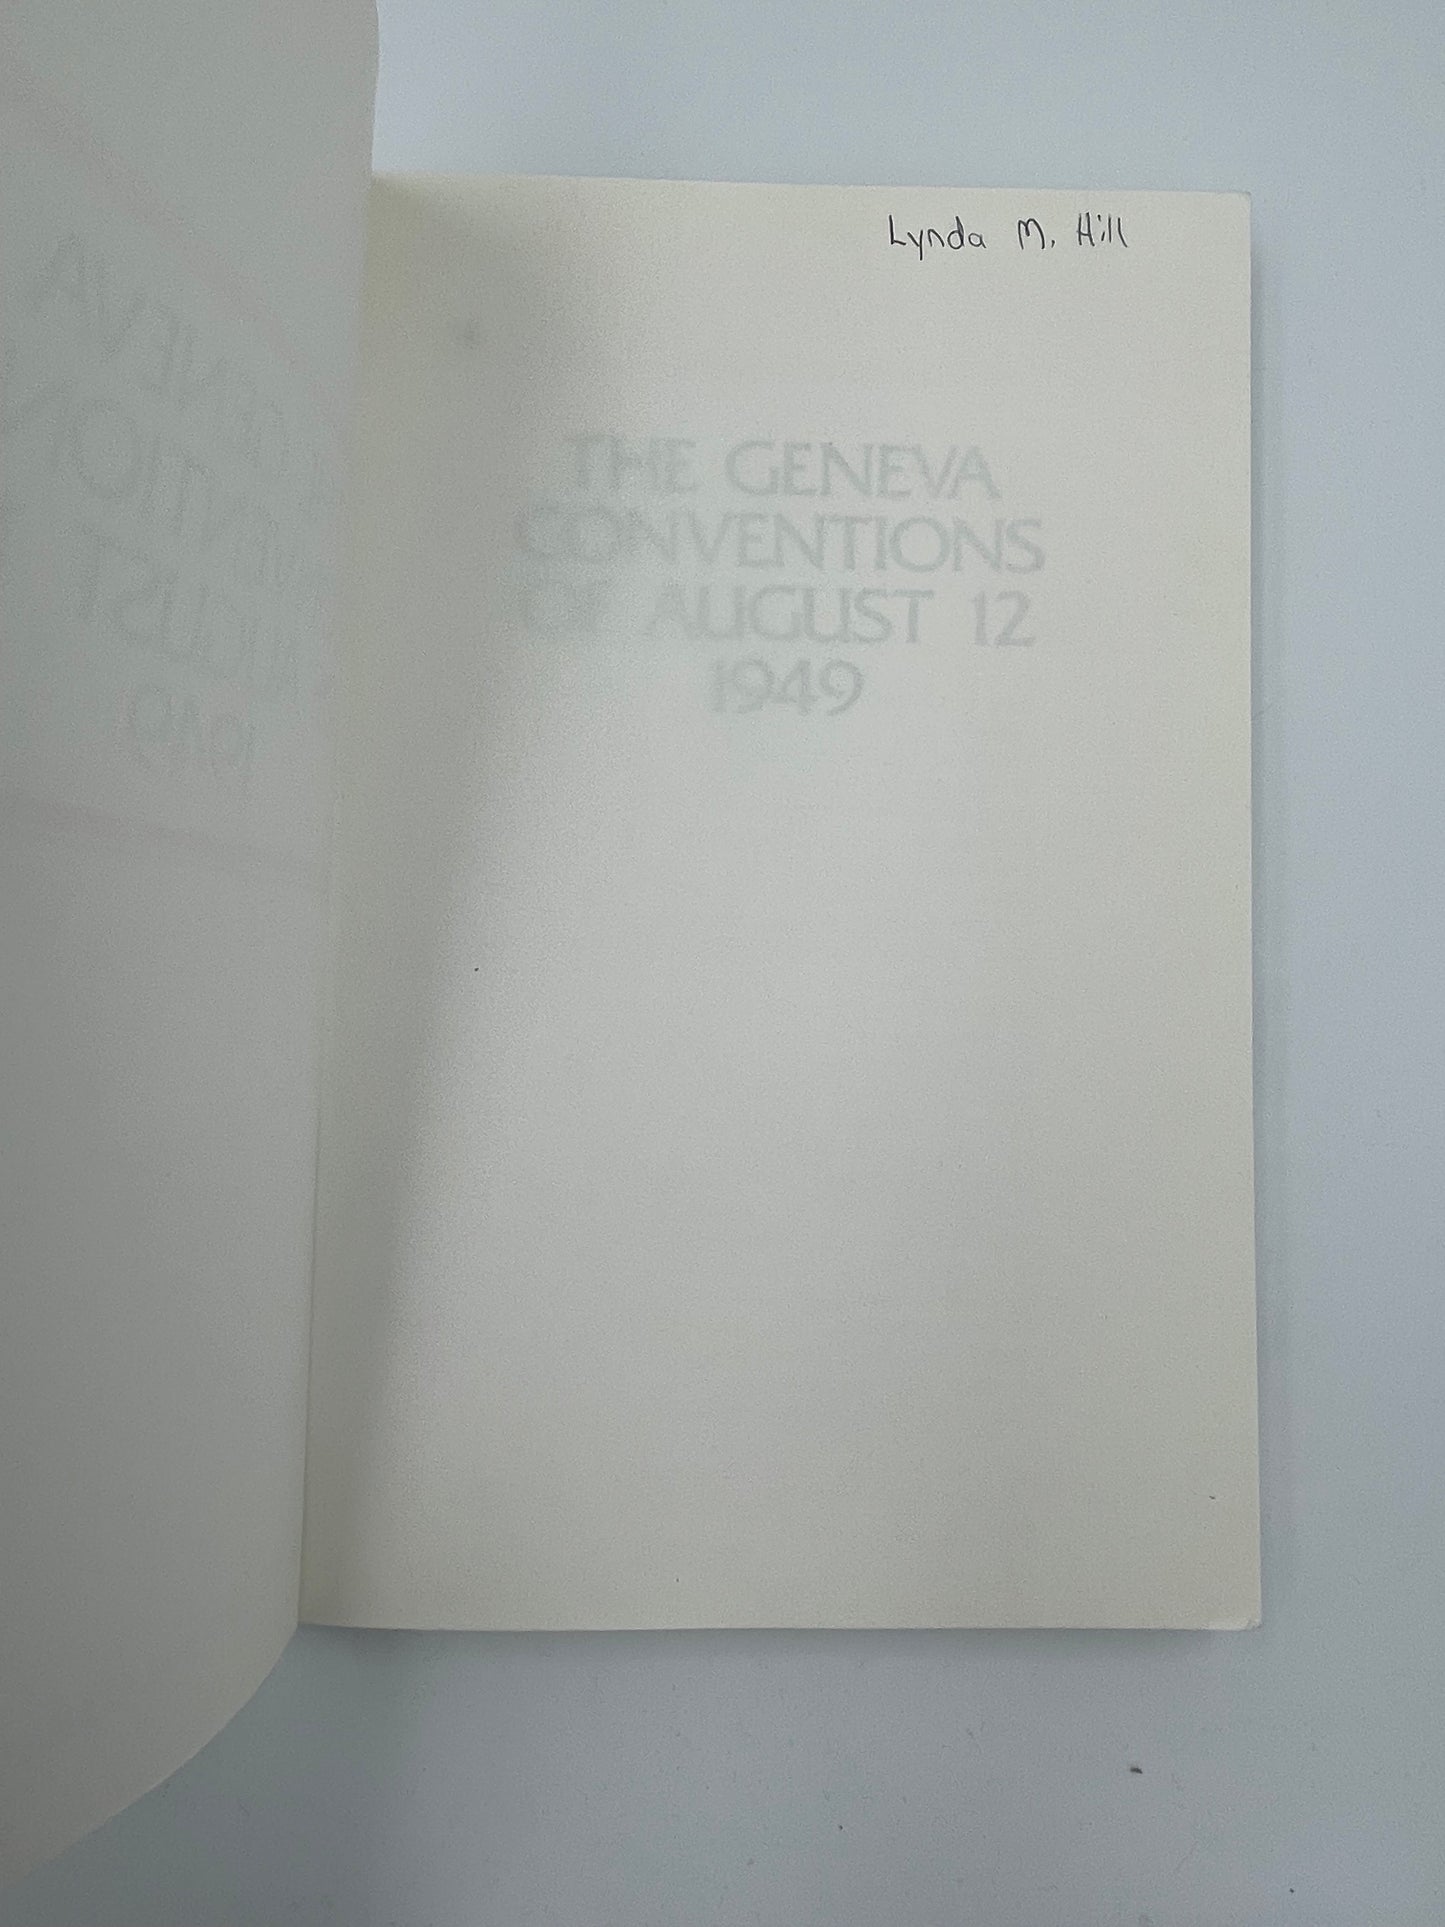 Lynda M. Hill
THE GENEVA
CONVENTIONS
OF AUGUST 12
1949